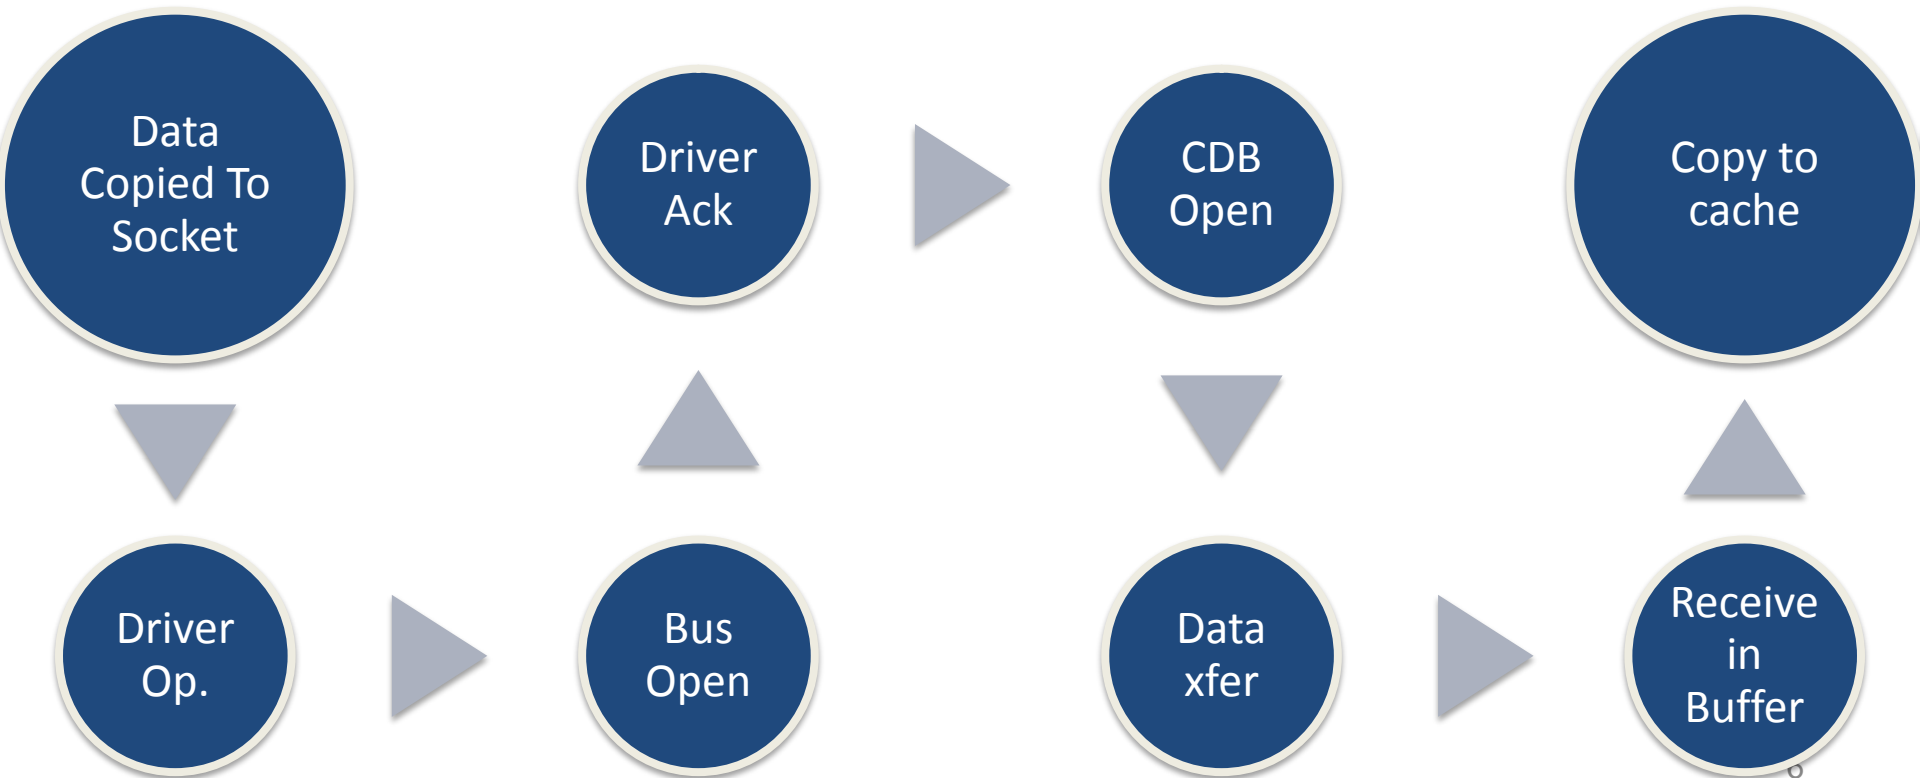 Data
Copied To
Socket
Driver
Op.
Bus
Open
Driver
Ack
CDB
Open
Data
xfer
Receive
in
Buffer
Copy to
cache